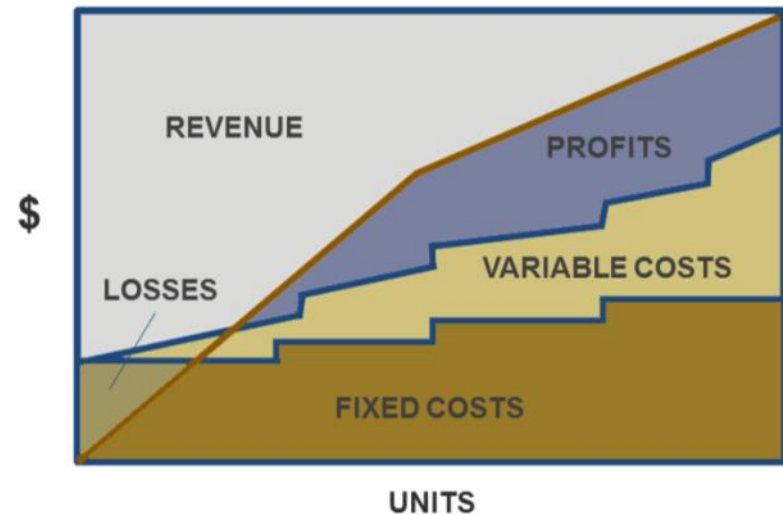 REVENUE
PROFITS
$
LOSSES
VARIABLE COSTS
FIXED COSTS
UNITS